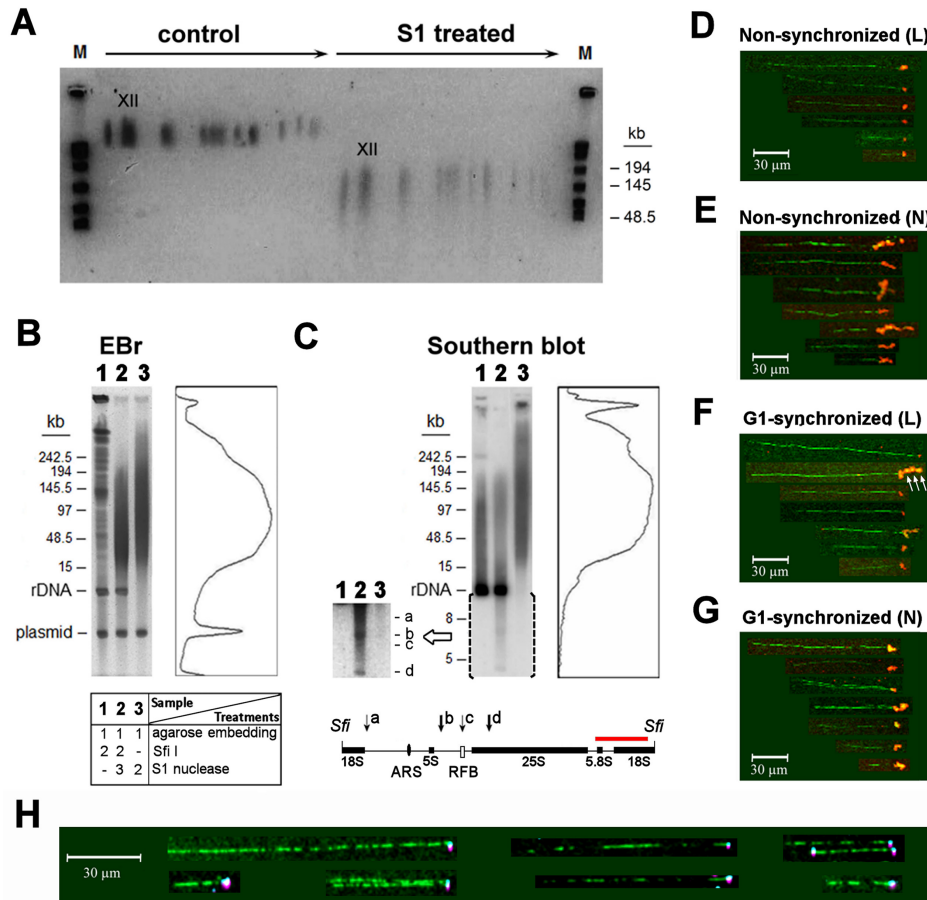 A
control
S1 treated
M
M
XII
XII
kb
194
145
48.5
B
EBr
1 2 3
kb
242.5
194
145.5
97
48.5
15
rDNA
plasmid
1 2 3 Sample
Treatments
1 1 1 agarose embedding
2 2 - Sfi I
- 3 2 S1 nuclease
C
Southern blot
1 2 3
kb
242.5
194
145.5
97
48.5
15
rDNA
8
5
1 2 3
a
b
c
d
Sfi
a
b
c
d
Sfi
18S
ARS
5S
RFB
25S
5.8S
18S
D
Non-synchronized (L)
30 µm
E
Non-synchronized (N)
30 µm
F
G1-synchronized (L)
30 µm
G
G1-synchronized (N)
30 µm
H
30 µm